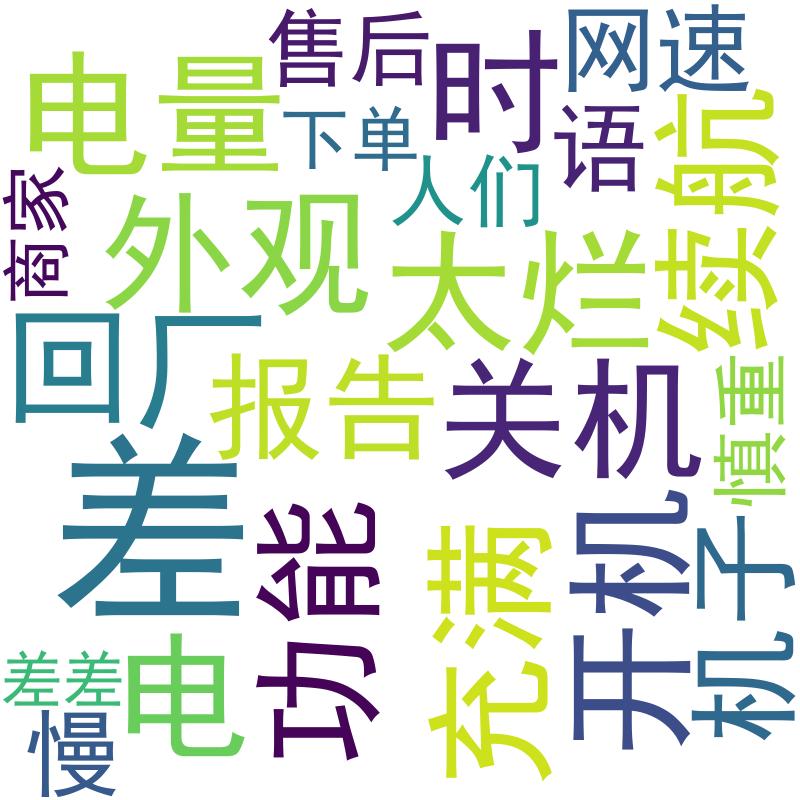 售后
网速
电量
时
下单
语
续航
人们
商家
外观
太烂
回厂
报告
关机
慎重
差
功能
充满
开机
机子
差差
电
慢